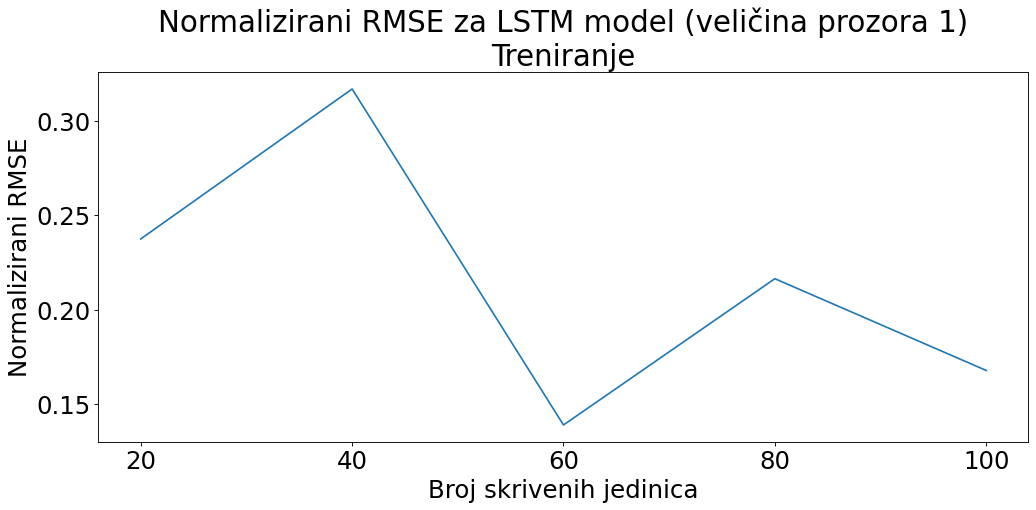 Normalizirani RMSE za LSTM model (veličina prozora 1)
Treniranje
Normalizirani RMSE
0.30
0.25
0.20
0.15
20 40 60 80 100
Broj skrivenih jedinica